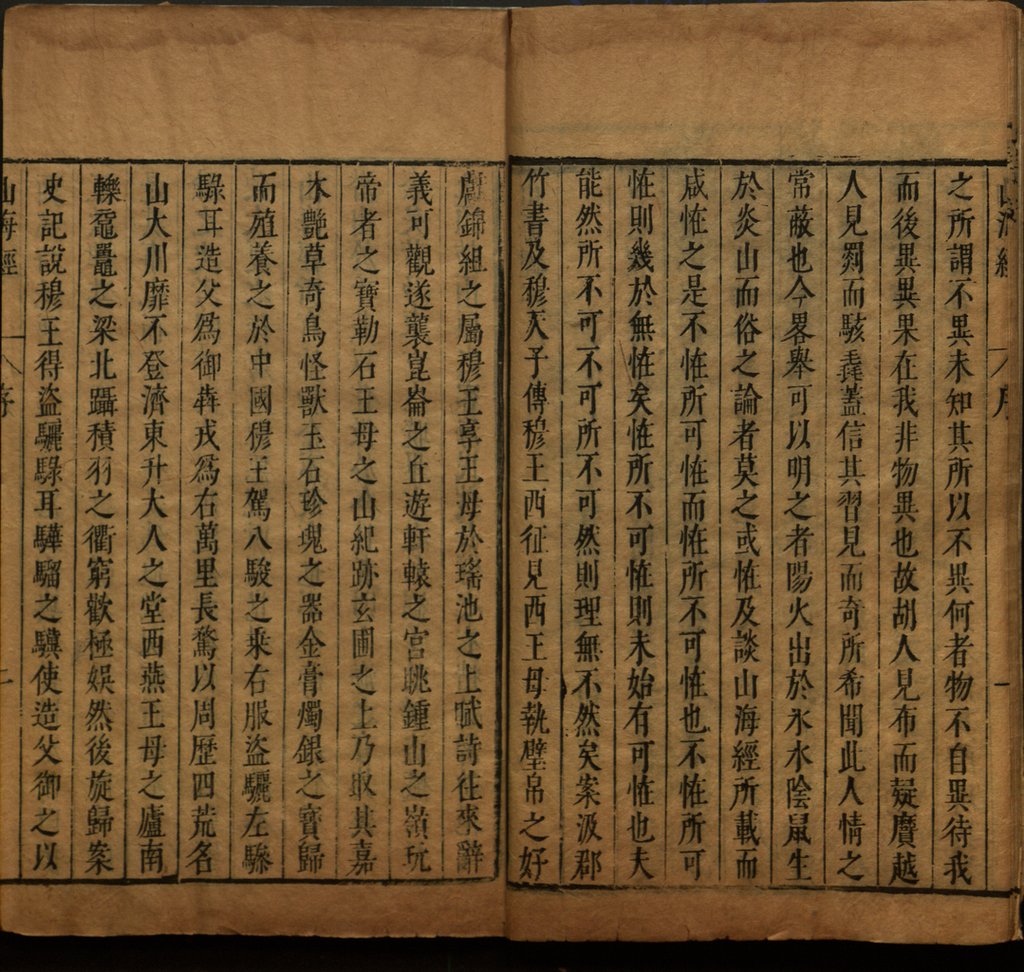 山海經 序 一
之所謂不異未知其所以不異何者物不自異待我
而後異異果在我非物異也故胡人見布而疑黂越
人見罽而駭毳蓋信其習見而奇所希聞此人情之
常蔽也今畧舉可以明之者陽火出於氷水陰鼠生
於炎山而俗之論者莫之或恠及談山海經所載而
咸恠之是不恠所可恠而恠所不可恠也不恠所可
恠則幾於無恠矣恠所不可恠則未始有可恠也夫
能然所不可不可所不可然則理無不然矣案汲郡
竹書及穆天子傳穆王西征見西王母執璧帛之好
獻錦組之屬穆王享王母於瑤池之上賦詩往來辭
義可觀遂襲崑崙之丘遊軒轅之宮眺鍾山之嶺玩
帝者之寶勒石王母之山紀跡玄圃之上乃取其嘉
木艷草奇鳥怪獸玉石珍瑰之器金膏燭銀之寶歸
而殖養之於中國穆王駕八駿之乗右服盜驪左驂
騄耳造父爲御犇戎爲右萬里長騖以周歷四荒名
山大川靡不登濟東升大人之堂西燕王母之廬南
轢黿鼉之梁北躡積羽之衢窮歡極娛然後旋歸案
史記說穆王得盜驪騄耳驊騮之驥使造父御之以
山海經 序